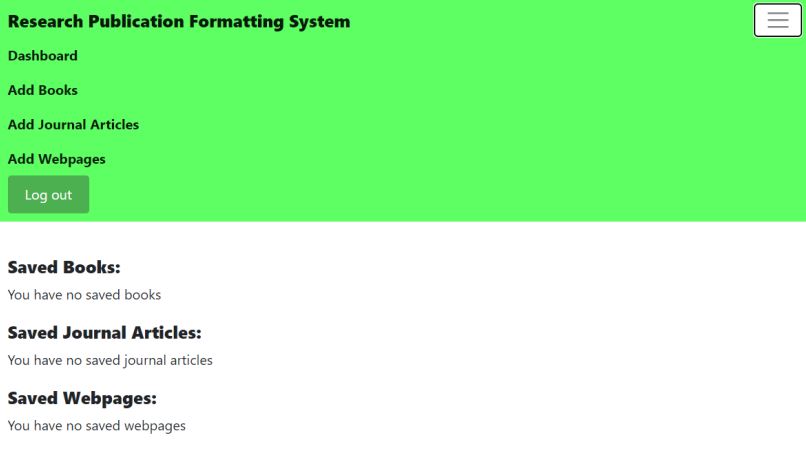 Research Publication Formatting System
Dashboard
Add Books
Add Journal Articles
Add Webpages
Log out
Saved Books:
You have no saved books
Saved Journal Articles:
You have no saved journal articles
Saved Webpages:
You have no saved webpages